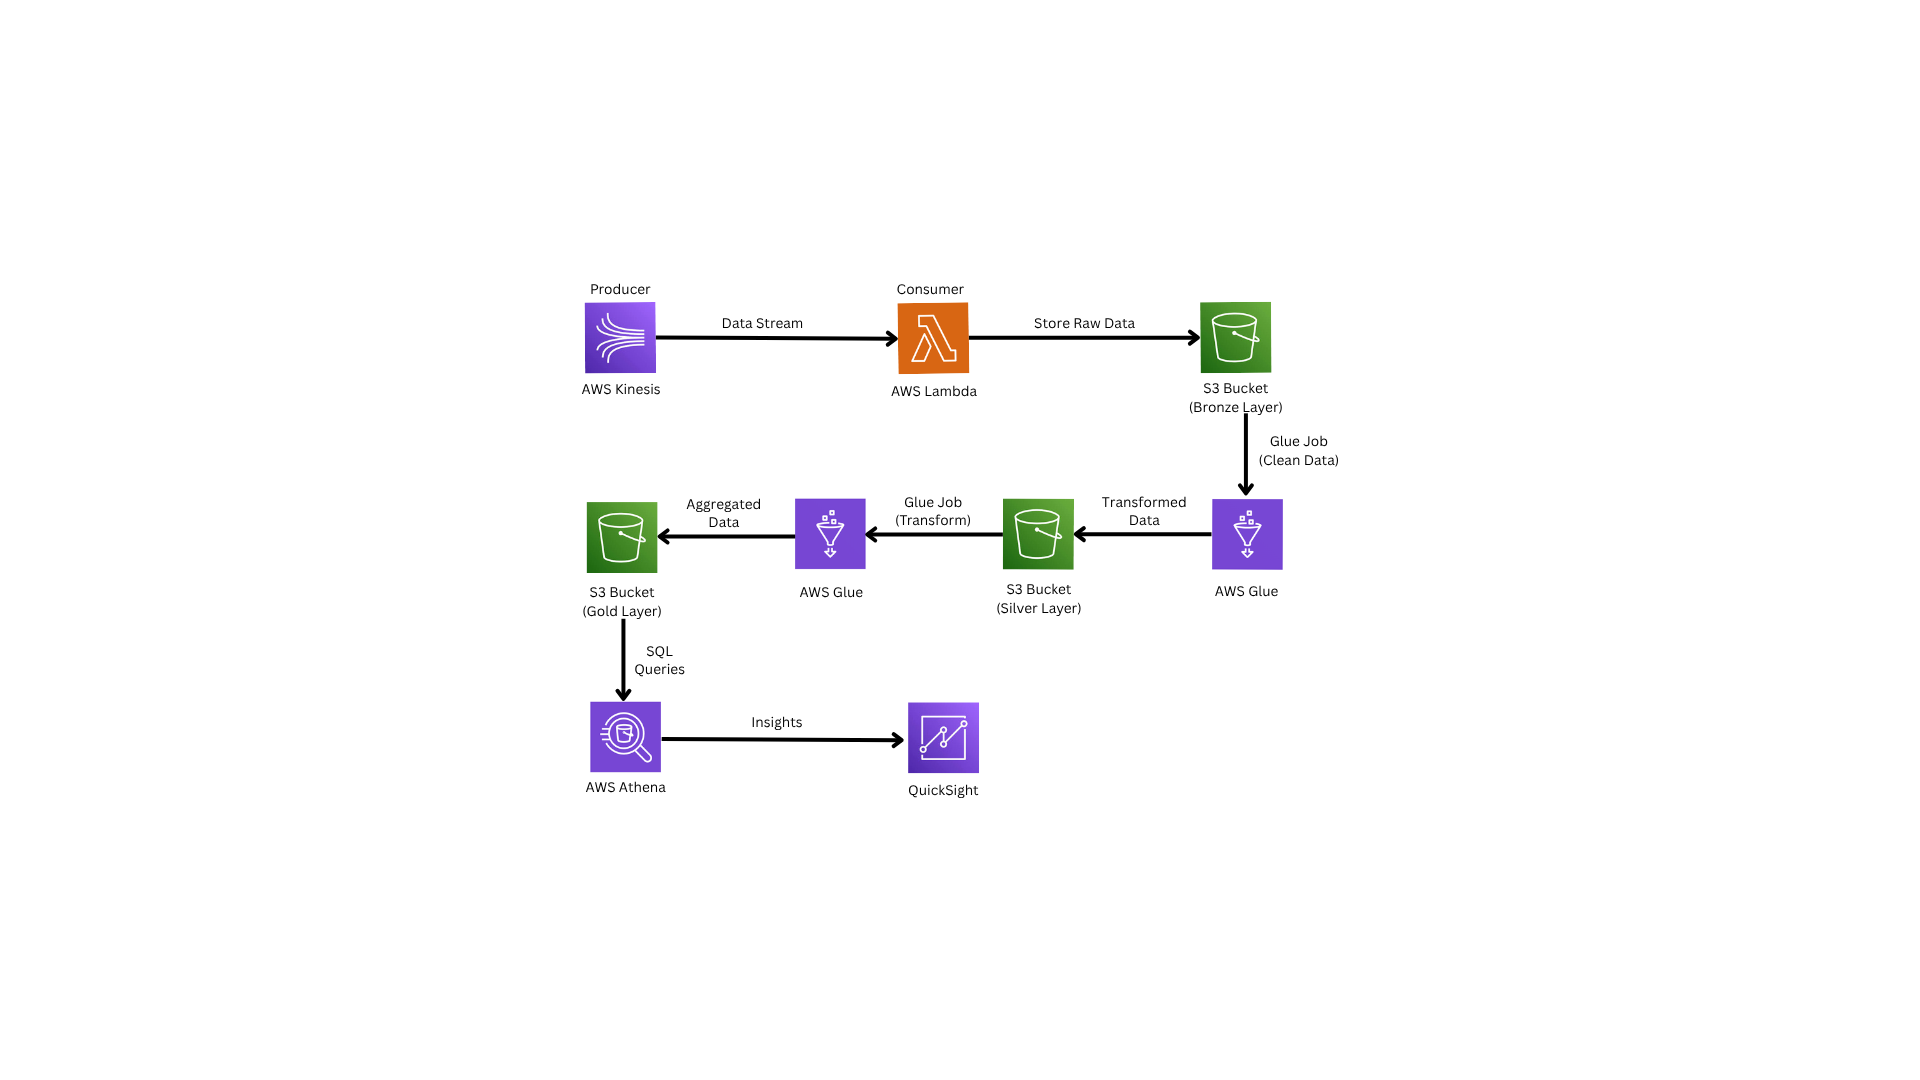 Producer
Consumer
Data Stream
Store Raw Data
AWS Kinesis
AWS Lambda
S3 Bucket
(Bronze Layer)
Glue Job
(Clean Data)
Transformed
Data
AWS Glue
S3 Bucket
(Silver Layer)
Glue Job
(Transform)
AWS Glue
Aggregated
Data
S3 Bucket
(Gold Layer)
SQL
Queries
AWS Athena
Insights
QuickSight